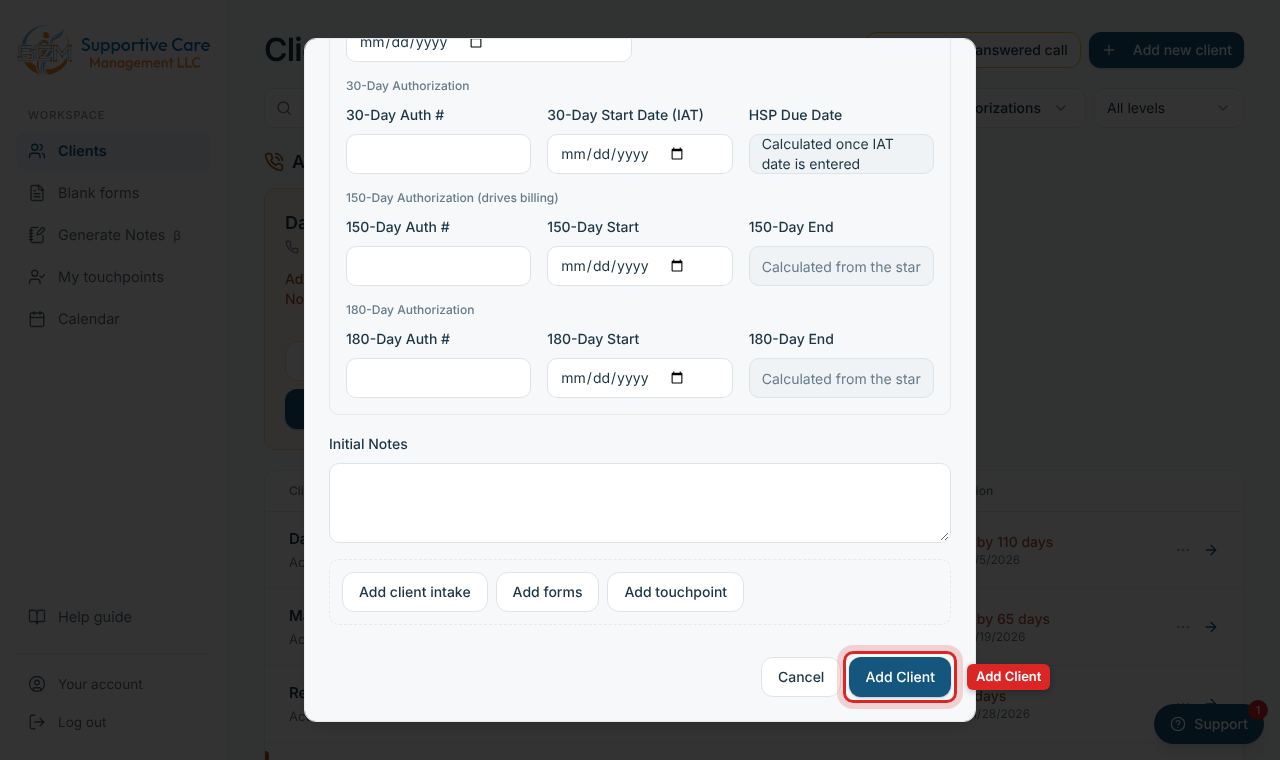 Supportive Care
Management LLC
Cli
answered call
Add new client
WORKSPACE
Clients
Blank forms
Generate Notes β
My touchpoints
Calendar
Help guide
Your account
Log out
All levels
mm/dd/yyyy
30-Day Authorization
30-Day Auth #
30-Day Start Date (IAT)
HSP Due Date
mm/dd/yyyy
Calculated once IAT
date is entered
150-Day Authorization (drives billing)
150-Day Auth #
150-Day Start
150-Day End
mm/dd/yyyy
Calculated from the star
180-Day Authorization
180-Day Auth #
180-Day Start
180-Day End
mm/dd/yyyy
Calculated from the star
Initial Notes
Add client intake
Add forms
Add touchpoint
Cancel
Add Client
Add Client
by 110 days
by 65 days
days
Support
1